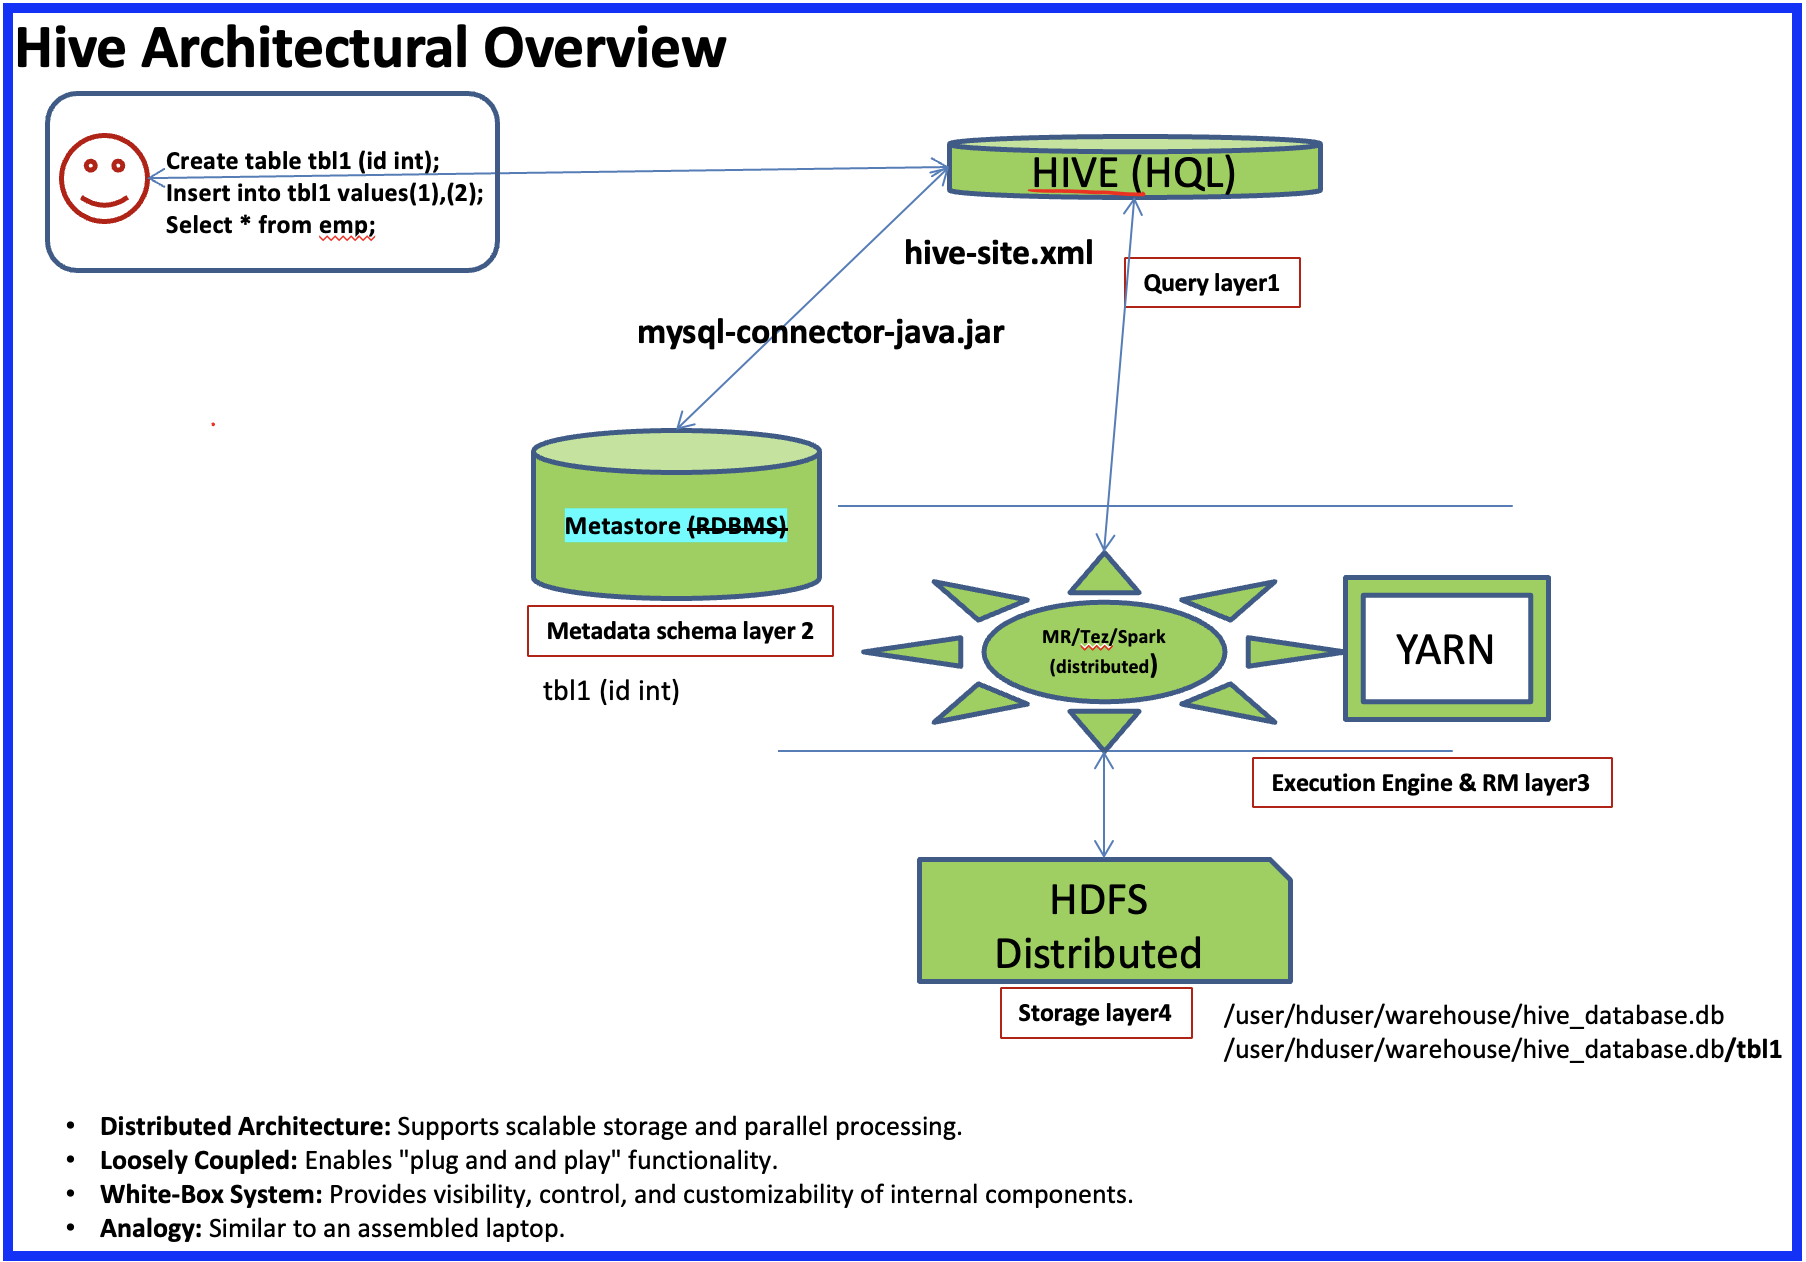 Hive Architectural Overview
Create table tbl1 (id int);
Insert into tbl1 values(1),(2);
Select * from emp;
HIVE (HQL)
hive-site.xml
Query layer1
mysql-connector-java.jar
Metastore (RDBMS)
Metadata schema layer 2
tbl1 (id int)
MR/Tez/Spark
(distributed)
YARN
Execution Engine & RM layer3
HDFS
Distributed
Storage layer4
/user/hduser/warehouse/hive_database.db
/user/hduser/warehouse/hive_database.db/tbl1
• Distributed Architecture: Supports scalable storage and parallel processing.
• Loosely Coupled: Enables "plug and and play" functionality.
• White-Box System: Provides visibility, control, and customizability of internal components.
• Analogy: Similar to an assembled laptop.